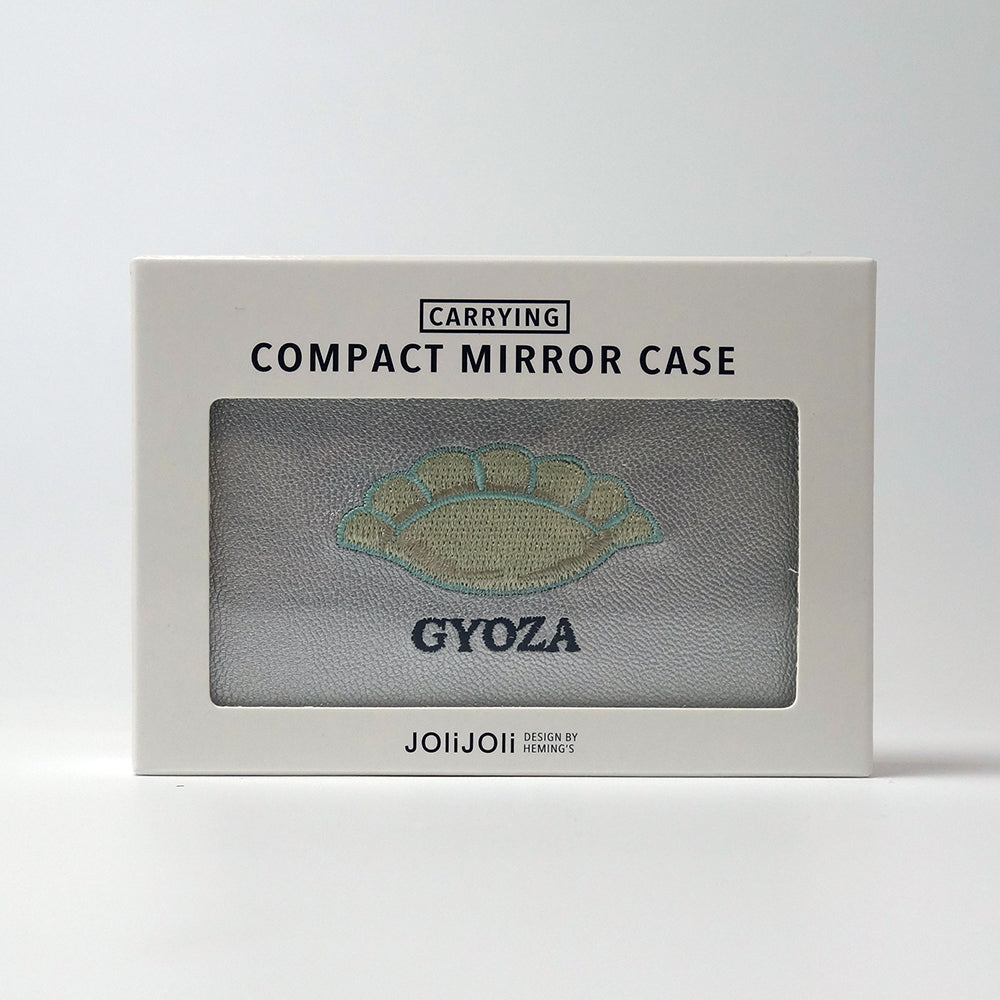 CARRYING
COMPACT MIRROR CASE
GYOZA
JOliJOli DESIGN BY
HEMING'S